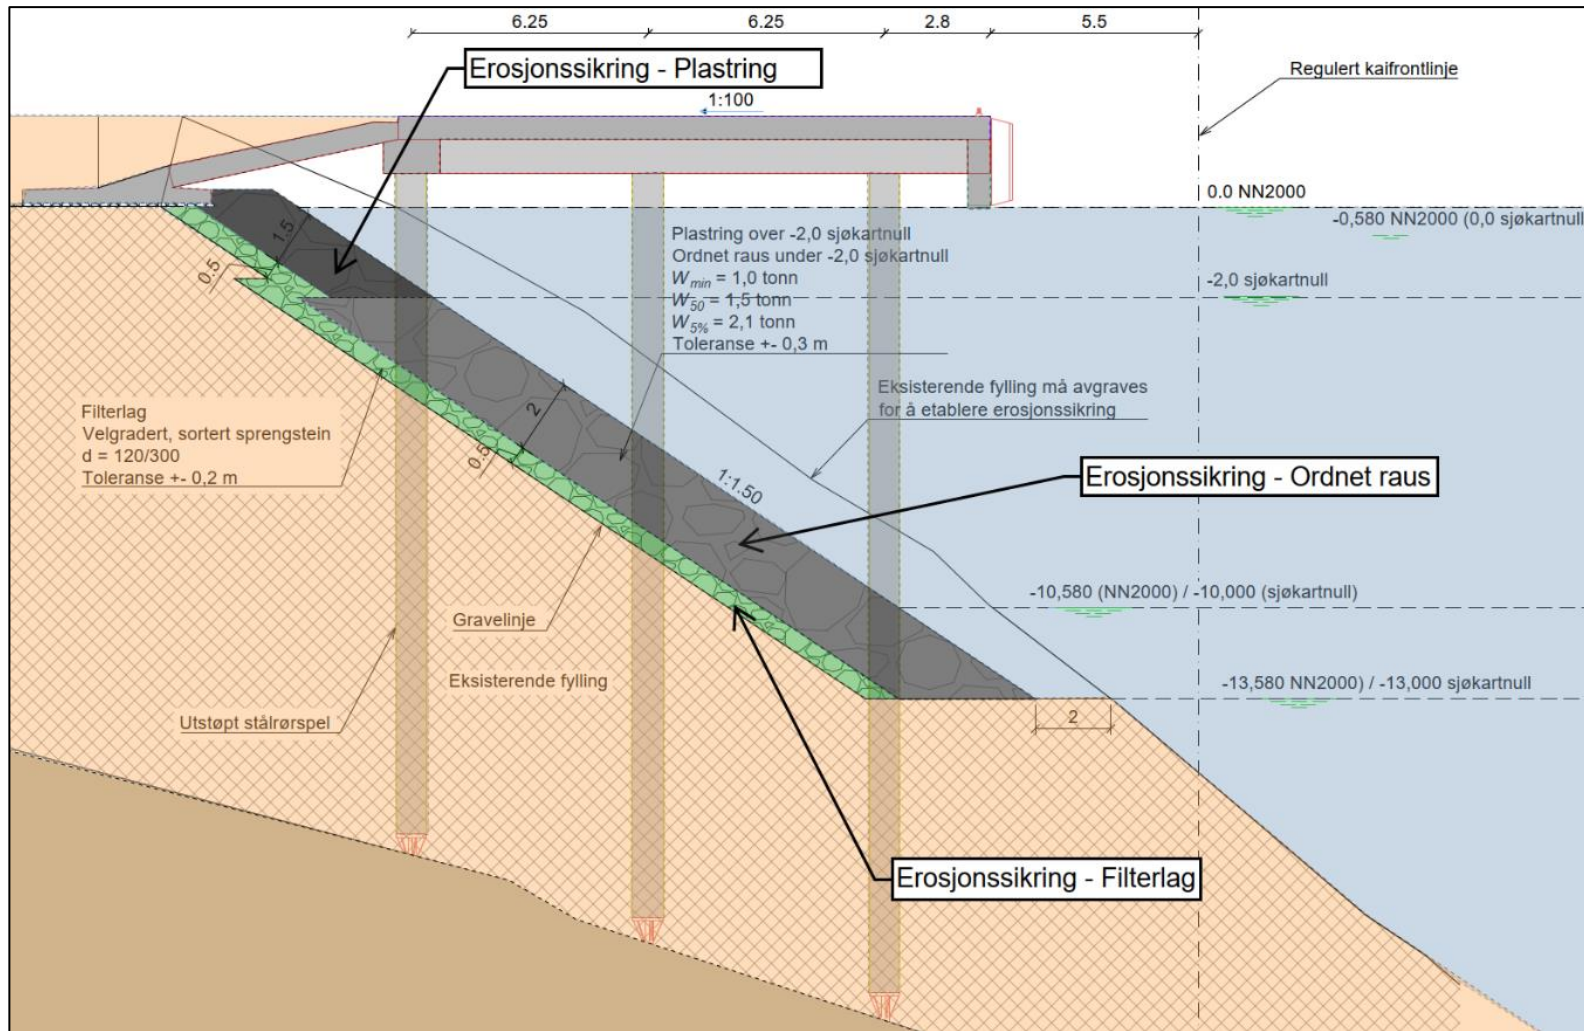 6.25
6.25
2.8
5.5
Erosjonssikring - Plastring
Regulert kaifrontlinje
1:100
0.0 NN2000
-0,580 NN2000 (0,0 sjøkartnull
1.5
0.5
Plastring over -2,0 sjøkartnull
Ordnet raus under -2,0 sjøkartnull
Wmin = 1,0 tonn
W50 = 1,5 tonn
W5% = 2,1 tonn
Toleranse +- 0,3 m
-2,0 sjøkartnull
Eksisterende fylling må avgraves
for å etablere erosjonssikring
Filterlag
Velgradert, sortert sprengstein
d = 120/300
Toleranse +- 0,2 m
2
0.5
1:1.50
Erosjonssikring - Ordnet raus
-10,580 (NN2000) / -10,000 (sjøkartnull)
Gravelinje
Eksisterende fylling
-13,580 NN2000) / -13,000 sjøkartnull
2
Utstøpt stålrørspel
Erosjonssikring - Filterlag